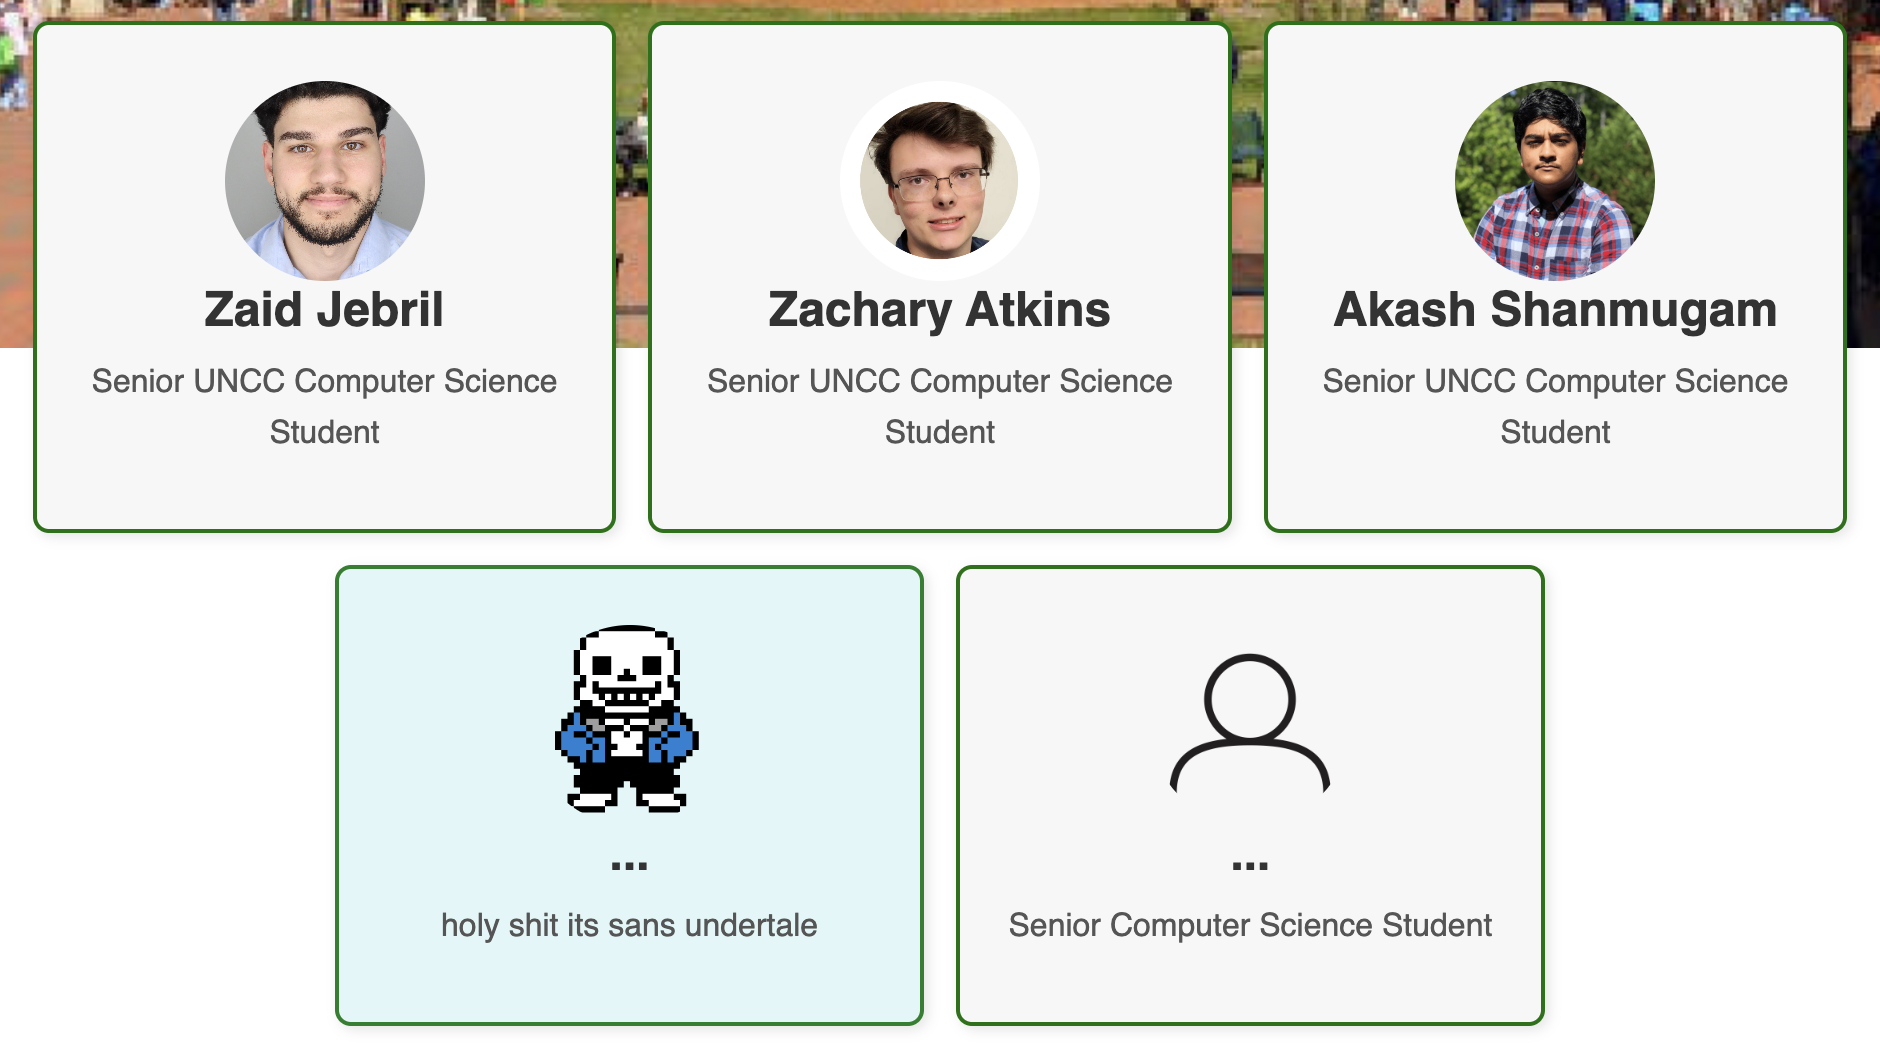 Zaid Jebril
Senior UNCC Computer Science
Student
Zachary Atkins
Senior UNCC Computer Science
Student
Akash Shanmugam
Senior UNCC Computer Science
Student
...
holy shit its sans undertale
...
Senior Computer Science Student